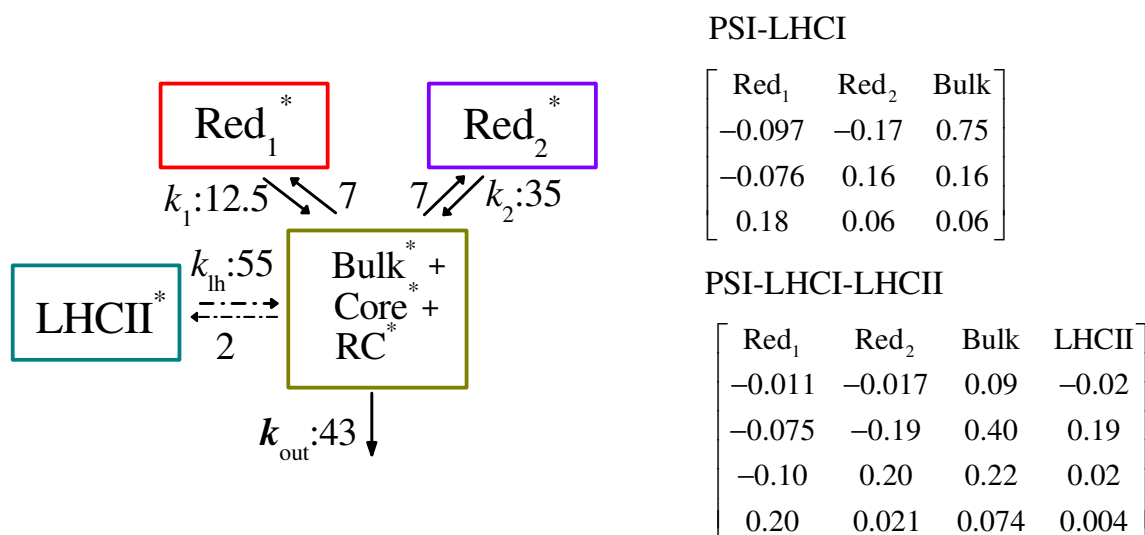 Red₁* Red₂*
k₁:12.5 7 7 k₂:35
LHCII*
k_lh:55
2
Bulk* +
Core* +
RC*
k_out:43
PSI-LHCI
Red₁ Red₂ Bulk
−0.097 −0.17 0.75
−0.076 0.16 0.16
0.18 0.06 0.06
PSI-LHCI-LHCII
Red₁ Red₂ Bulk LHCII
−0.011 −0.017 0.09 −0.02
−0.075 −0.19 0.40 0.19
−0.10 0.20 0.22 0.02
0.20 0.021 0.074 0.004